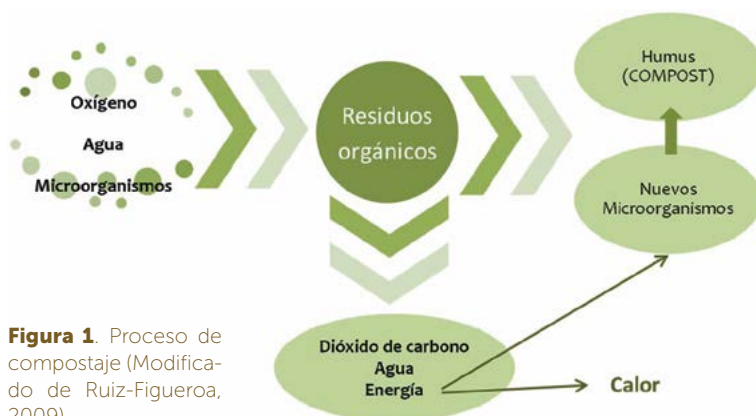 Oxígeno
Agua
Microorganismos
Residuos
orgánicos
Humus
(COMPOST)
Nuevos
Microorganismos
Dióxido de carbono
Agua
Energía
Calor
Figura 1. Proceso de
compostaje (Modifica-
do de Ruiz-Figueroa,
2009)